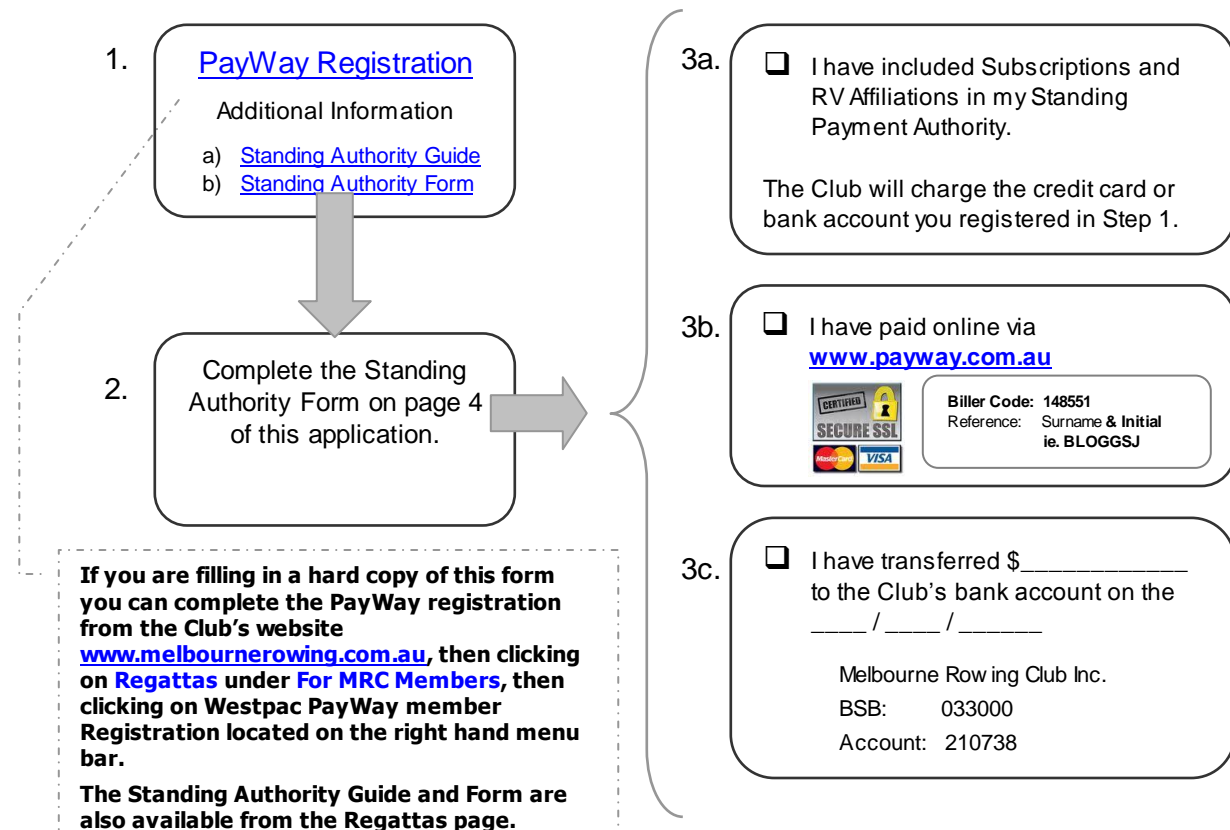 1.
PayWay Registration
Additional Information
a) Standing Authority Guide
b) Standing Authority Form
2.
Complete the Standing
Authority Form on page 4
of this application.
If you are filling in a hard copy of this form
you can complete the PayWay registration
from the Club's website
www.melbournerowing.com.au, then clicking
on Regattas under For MRC Members, then
clicking on Westpac PayWay member
Registration located on the right hand menu
bar.
The Standing Authority Guide and Form are
also available from the Regattas page.
3a.
❑ I have included Subscriptions and
RV Affiliations in my Standing
Payment Authority.
The Club will charge the credit card or
bank account you registered in Step 1.
3b.
❑ I have paid online via
www.payway.com.au
CERTIFIED
SECURE SSL
MasterCard VISA
Biller Code: 148551
Reference: Surname & Initial
ie. BLOGGSJ
3c.
❑ I have transferred $____________
to the Club's bank account on the
____ / ____ / ______
Melbourne Rowing Club Inc.
BSB: 033000
Account: 210738